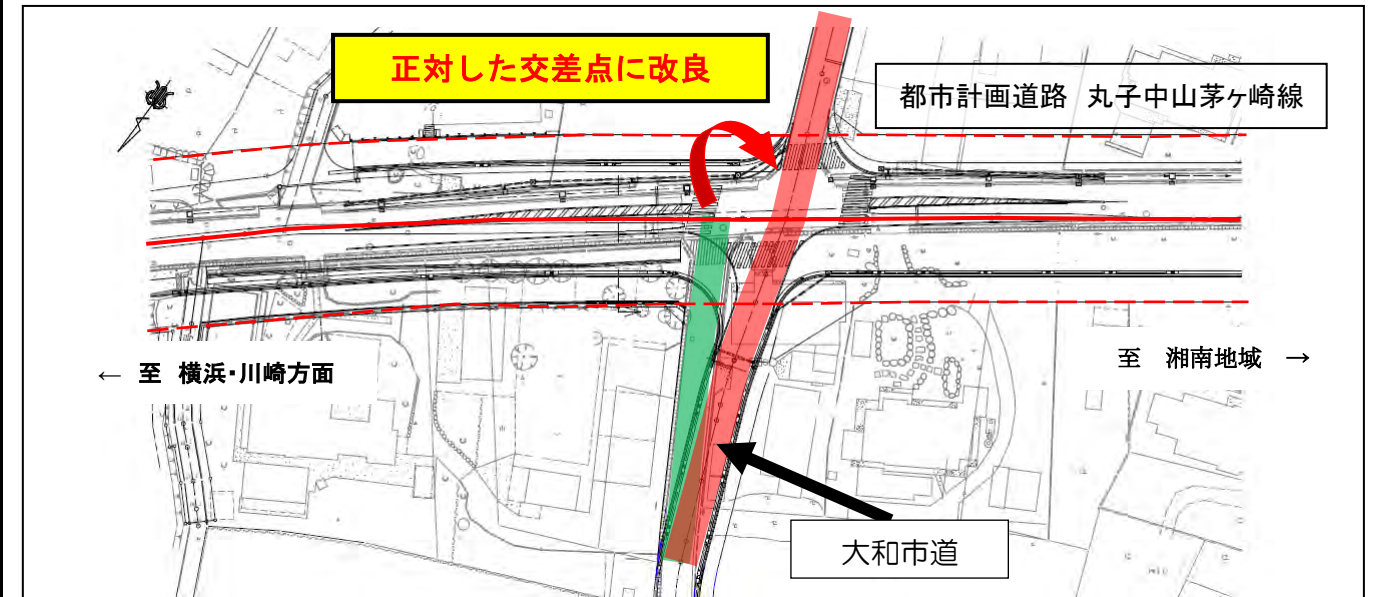 正対した交差点に改良
都市計画道路 丸子中山茅ヶ崎線
← 至 横浜・川崎方面
至 湘南地域 →
大和市道